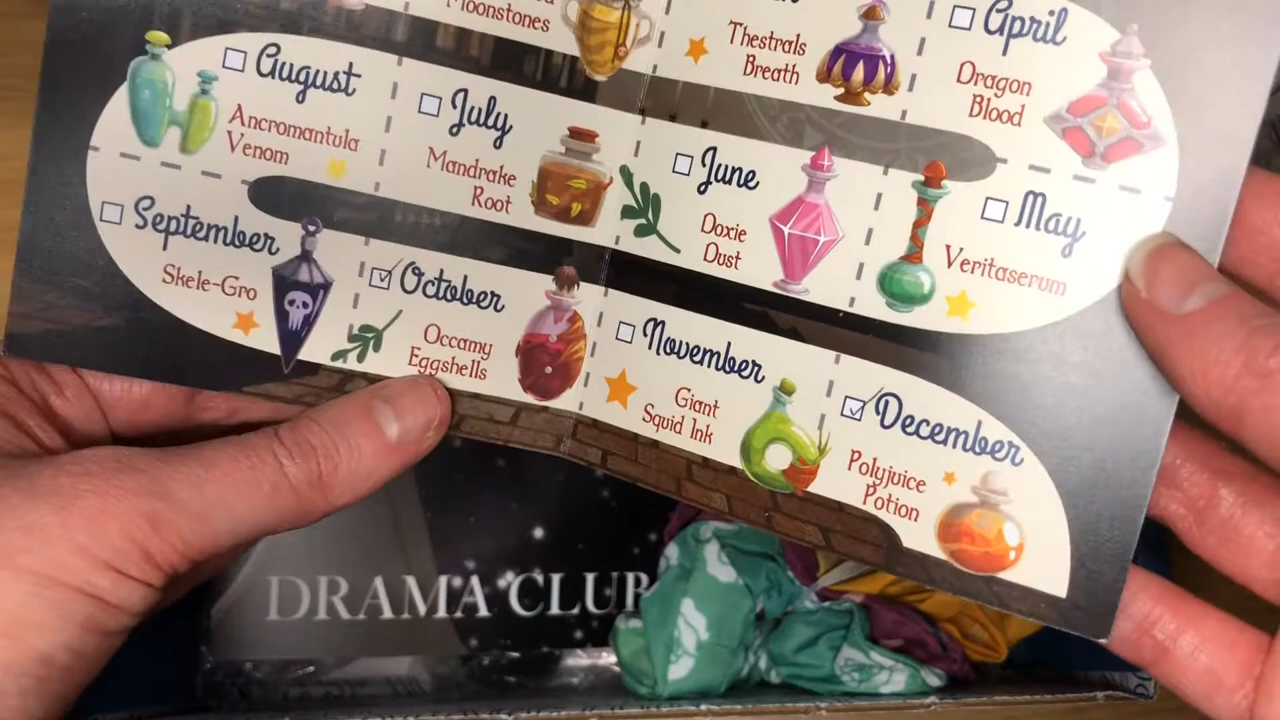 Moonstones
Thestrals
Breath
April
Dragon
Blood
August
Ancromantula
Venom
July
Mandrake
Root
June
Doxie
Dust
May
Veritaserum
September
Skele-Gro
October
Occamy
Eggshells
November
Giant
Squid Ink
December
Polyjuice
Potion
DRAMA CLUB